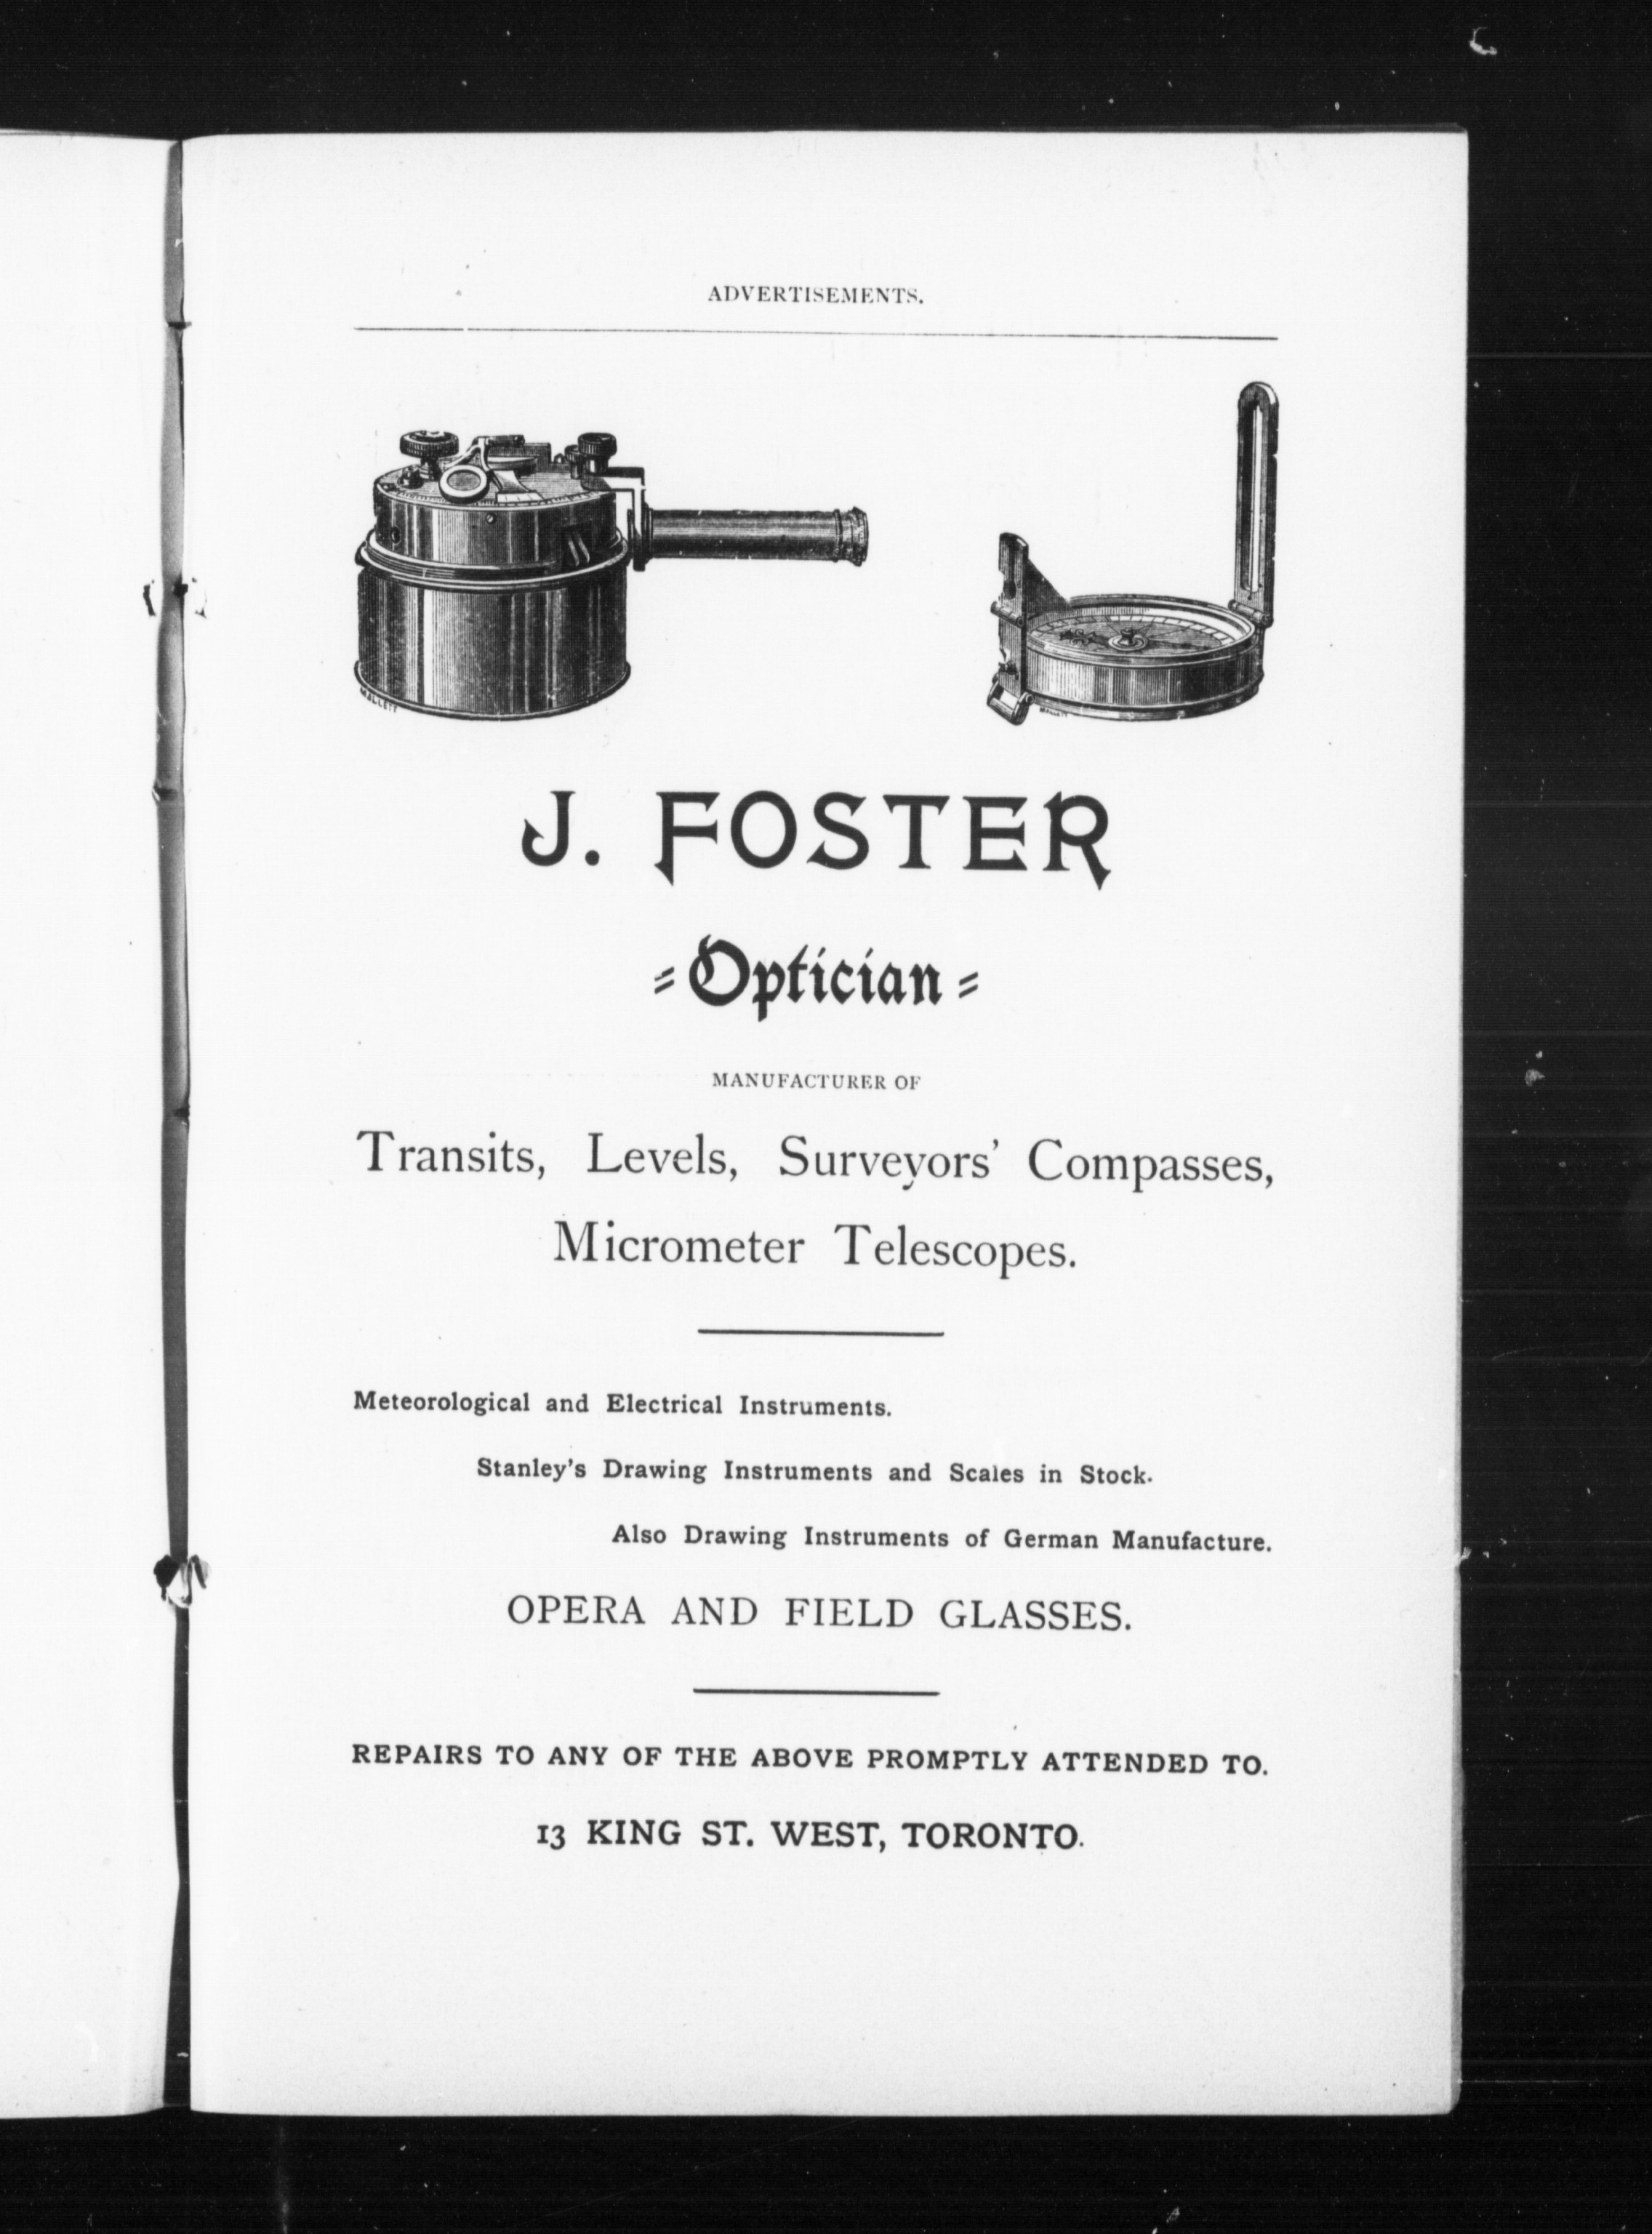 ADVERTISEMENTS.
MALLETT
MALLETT
J. FOSTER
Optician
MANUFACTURER OF
Transits, Levels, Surveyors' Compasses,
Micrometer Telescopes.
Meteorological and Electrical Instruments.
Stanley's Drawing Instruments and Scales in Stock.
Also Drawing Instruments of German Manufacture.
OPERA AND FIELD GLASSES.
REPAIRS TO ANY OF THE ABOVE PROMPTLY ATTENDED TO.
13 KING ST. WEST, TORONTO.